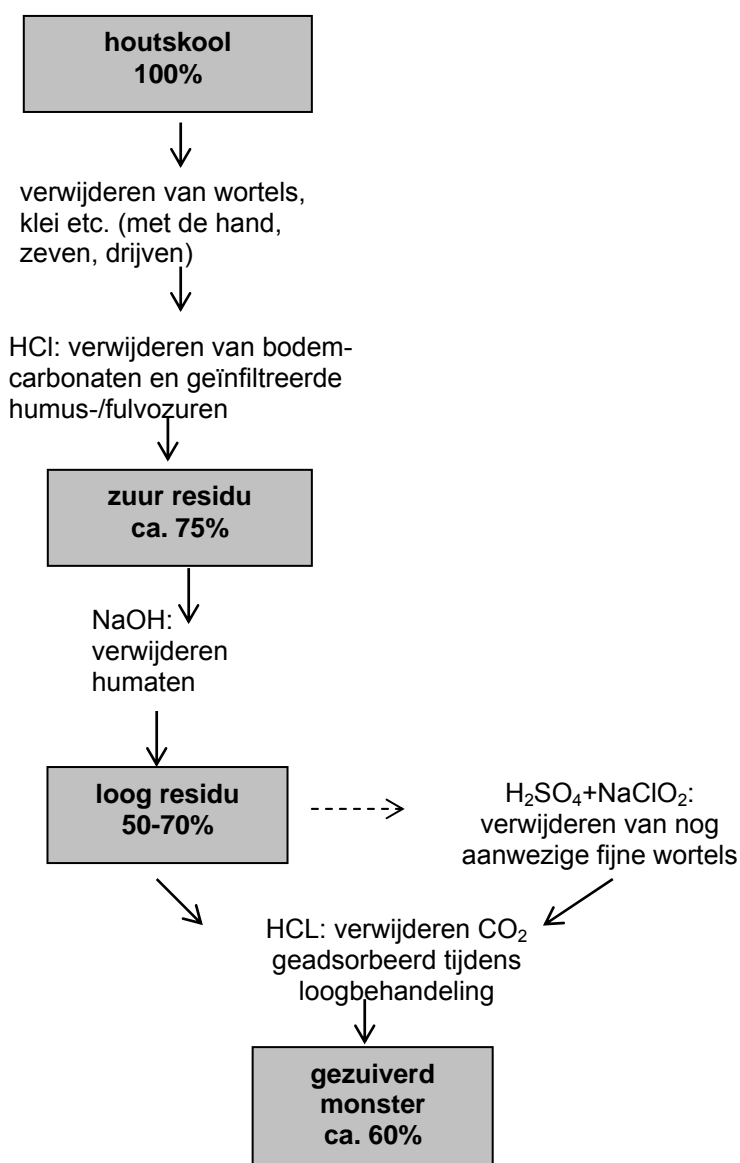 houtskool
100%
verwijderen van wortels,
klei etc. (met de hand,
zeven, drijven)
HCl: verwijderen van bodem-
carbonaten en geïnfiltreerde
humus-/fulvozuren
zuur residu
ca. 75%
NaOH:
verwijderen
humaten
loog residu
50-70%
H₂SO₄+NaClO₂:
verwijderen van nog
aanwezige fijne wortels
HCL: verwijderen CO₂
geadsorbeerd tijdens
loogbehandeling
gezuiverd
monster
ca. 60%